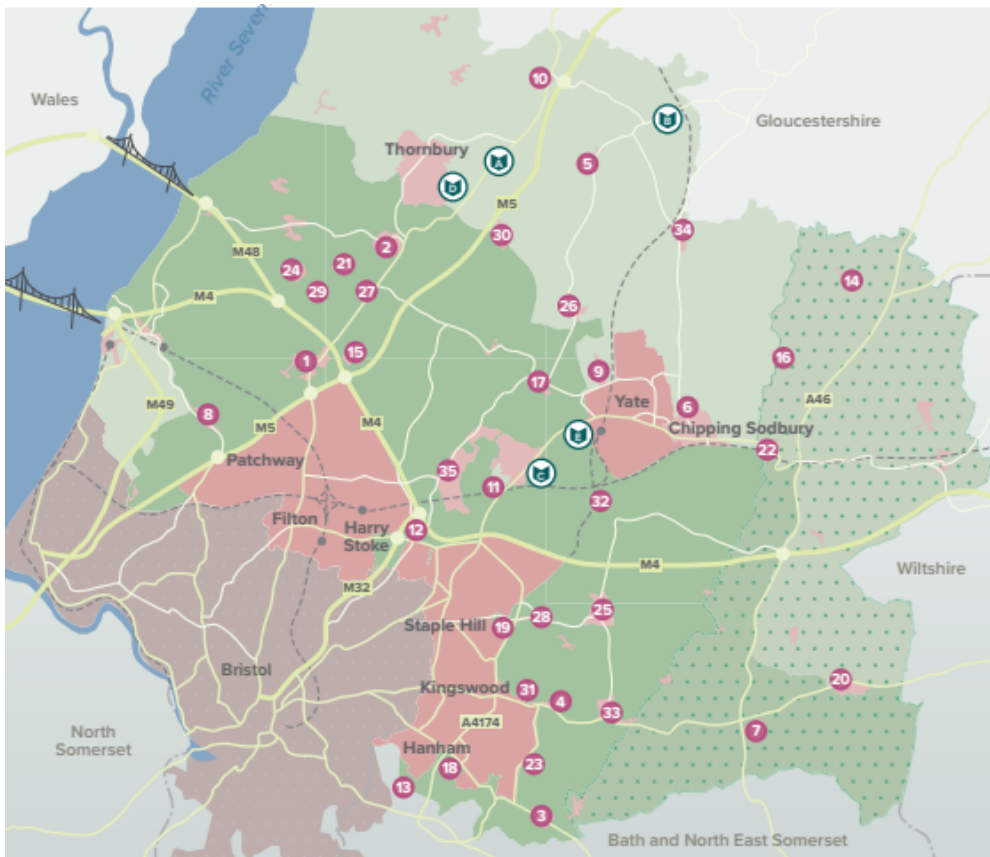 River Severn
Wales
10
Gloucestershire
B
Thornbury
A
5
D
M5
34
30
2
M48
21
24
14
29
27
M4
26
15
16
1
17
9
A46
Yate
M49
6
8
M4
Chipping Sodbury
M5
E
22
Patchway
35
C
11
32
Filton
Harry
Stoke
12
M4
Wiltshire
M32
25
28
Staple Hill
19
Bristol
20
Kingswood
31
4
33
A4174
North
Somerset
7
Hanham
18
23
13
3
Bath and North East Somerset